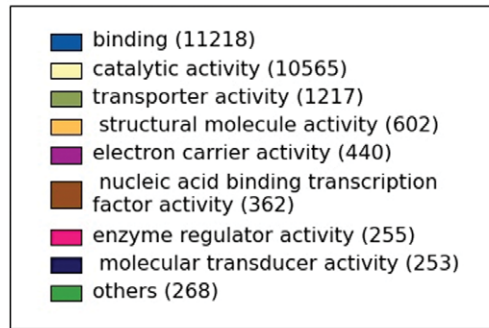 binding (11218)
catalytic activity (10565)
transporter activity (1217)
structural molecule activity (602)
electron carrier activity (440)
nucleic acid binding transcription
factor activity (362)
enzyme regulator activity (255)
molecular transducer activity (253)
others (268)